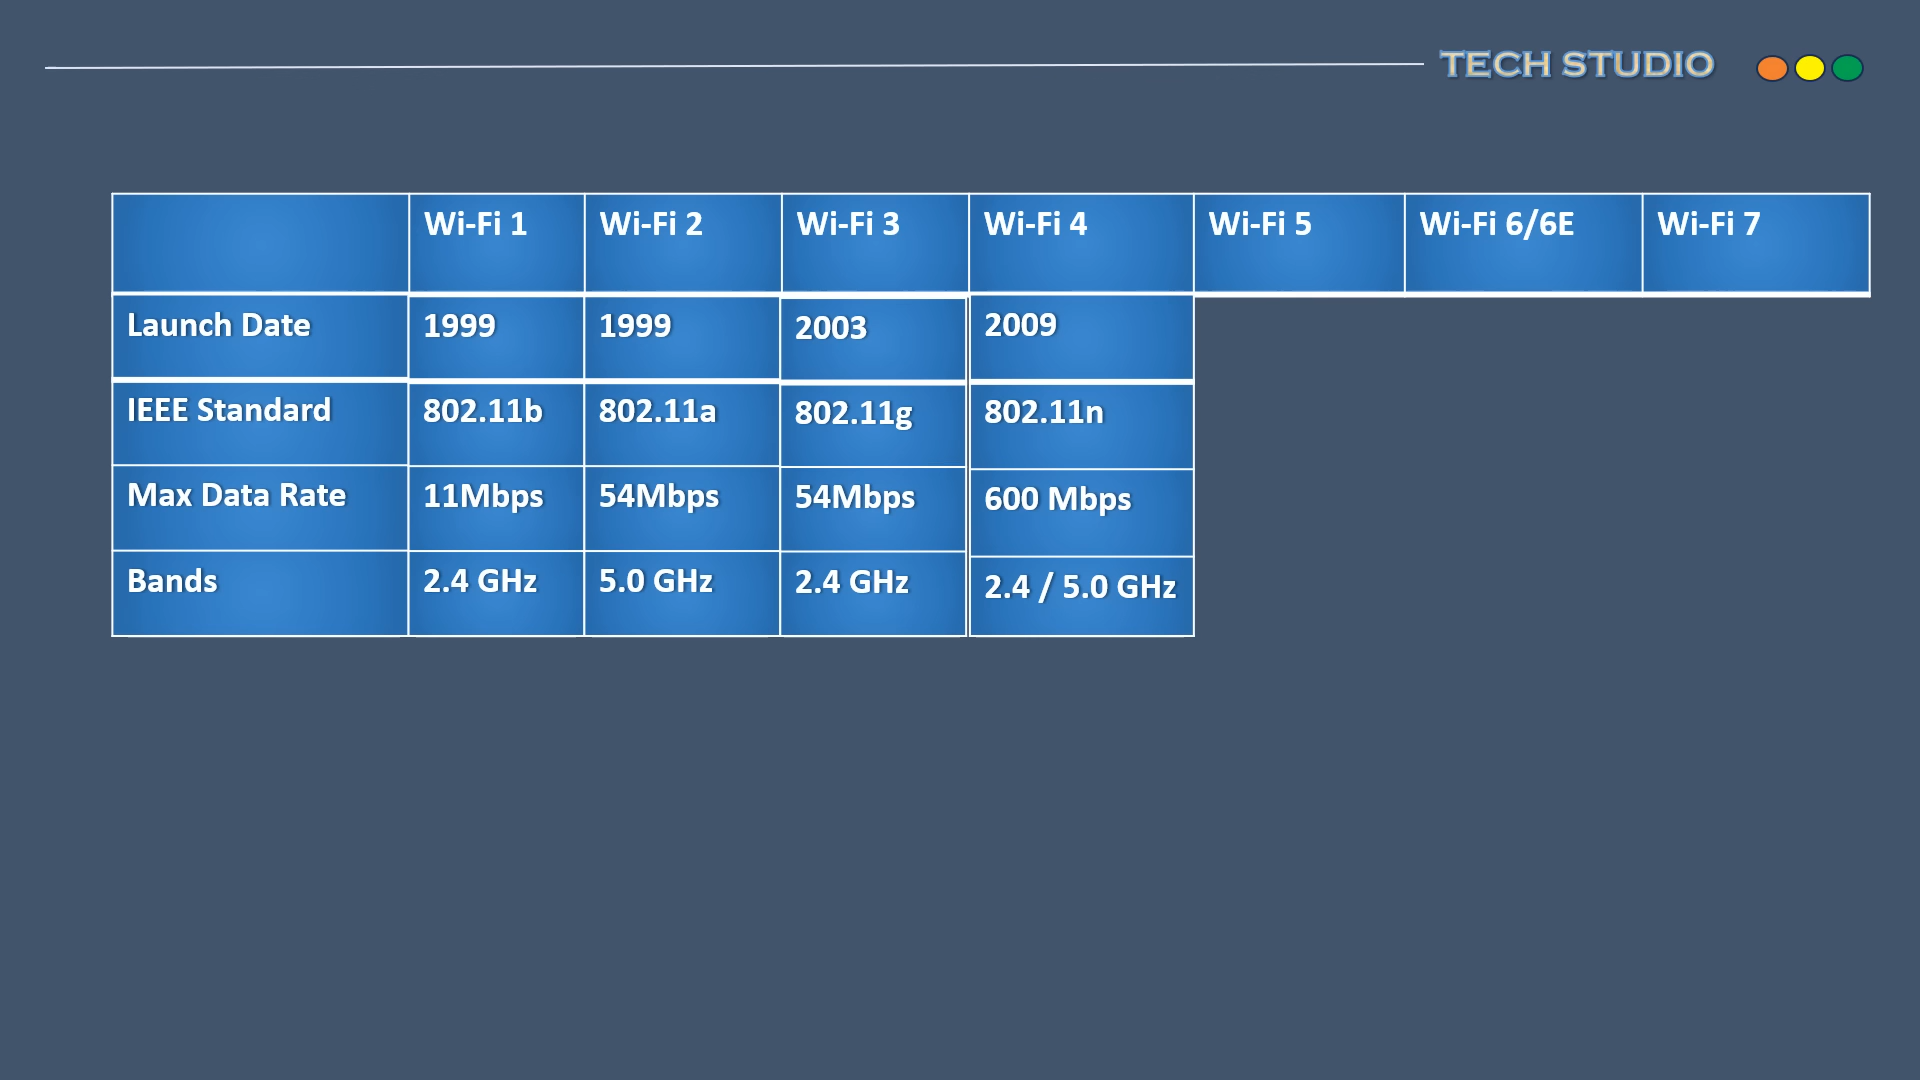 TECH STUDIO
Wi-Fi 1 Wi-Fi 2 Wi-Fi 3 Wi-Fi 4 Wi-Fi 5 Wi-Fi 6/6E Wi-Fi 7
Launch Date 1999 1999 2003 2009
IEEE Standard 802.11b 802.11a 802.11g 802.11n
Max Data Rate 11Mbps 54Mbps 54Mbps 600 Mbps
Bands 2.4 GHz 5.0 GHz 2.4 GHz 2.4 / 5.0 GHz